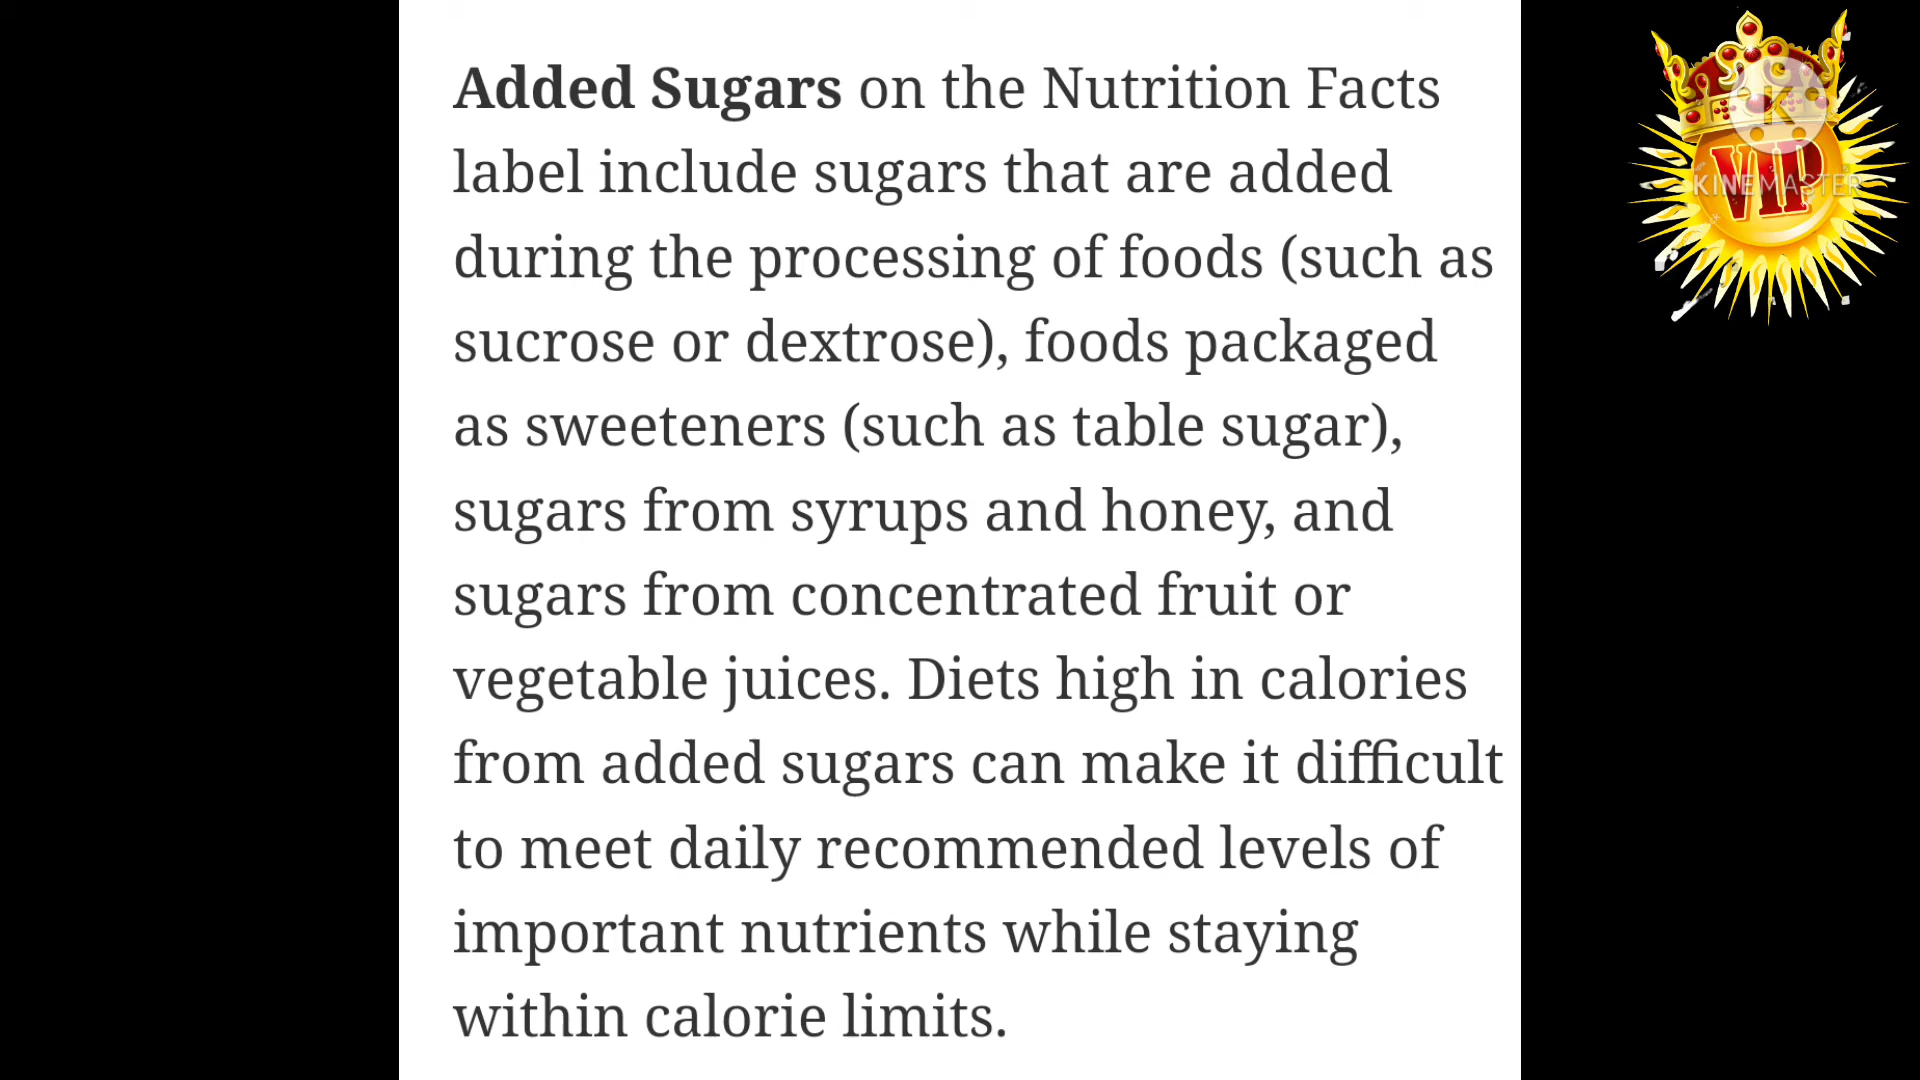 Added Sugars on the Nutrition Facts
label include sugars that are added
during the processing of foods (such as
sucrose or dextrose), foods packaged
as sweeteners (such as table sugar),
sugars from syrups and honey, and
sugars from concentrated fruit or
vegetable juices. Diets high in calories
from added sugars can make it difficult
to meet daily recommended levels of
important nutrients while staying
within calorie limits.
K
VIP
KINEMASTER